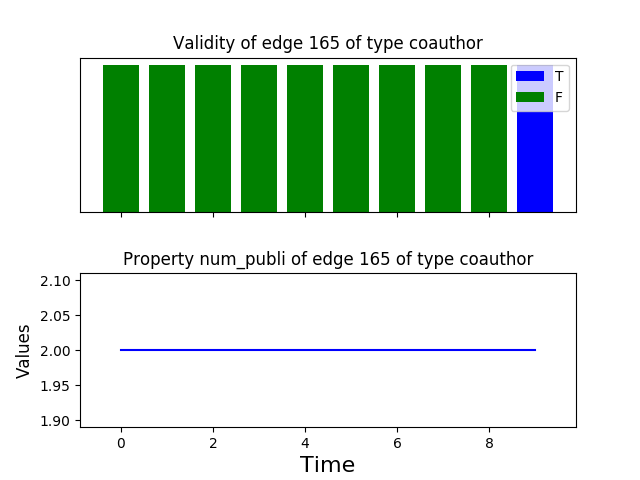 Validity of edge 165 of type coauthor
T
F
Property num_publi of edge 165 of type coauthor
2.10
2.05
2.00
1.95
1.90
Values
0 2 4 6 8
Time